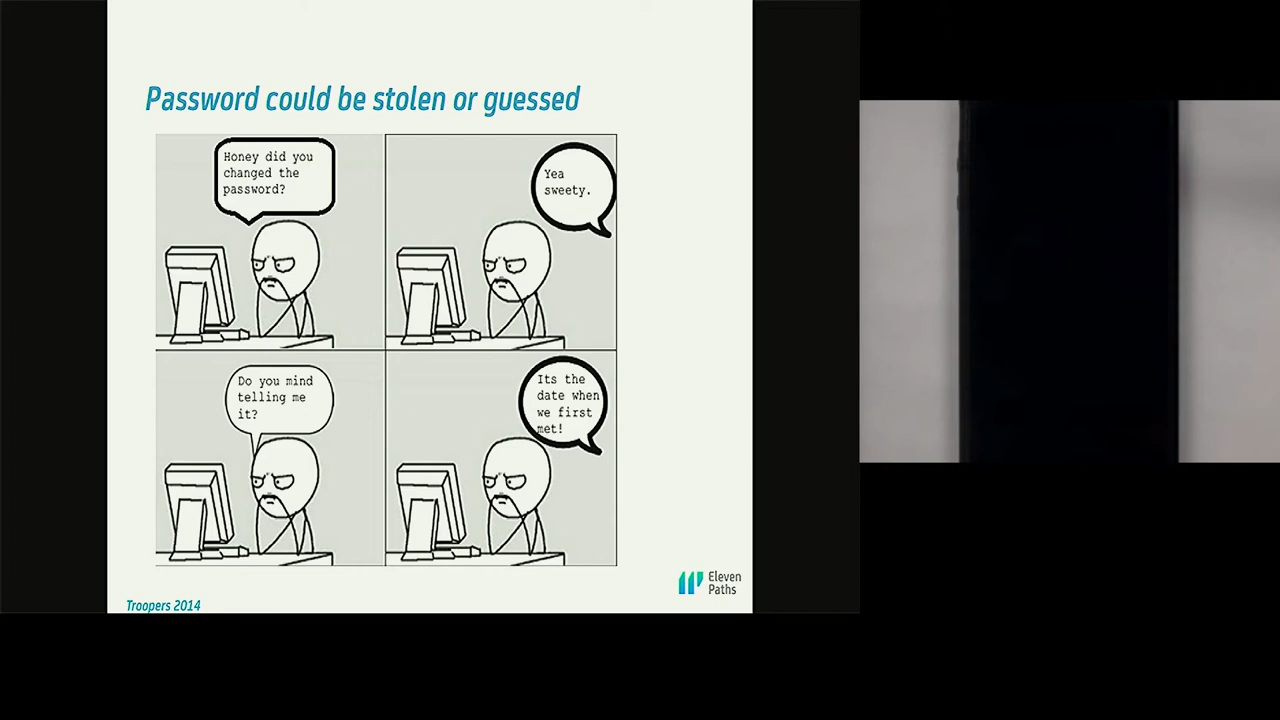 Password could be stolen or guessed
Honey did you
changed the
password?
Yea
sweety.
Do you mind
telling me
it?
Its the
date when
we first
met!
Eleven
Paths
Troopers 2014